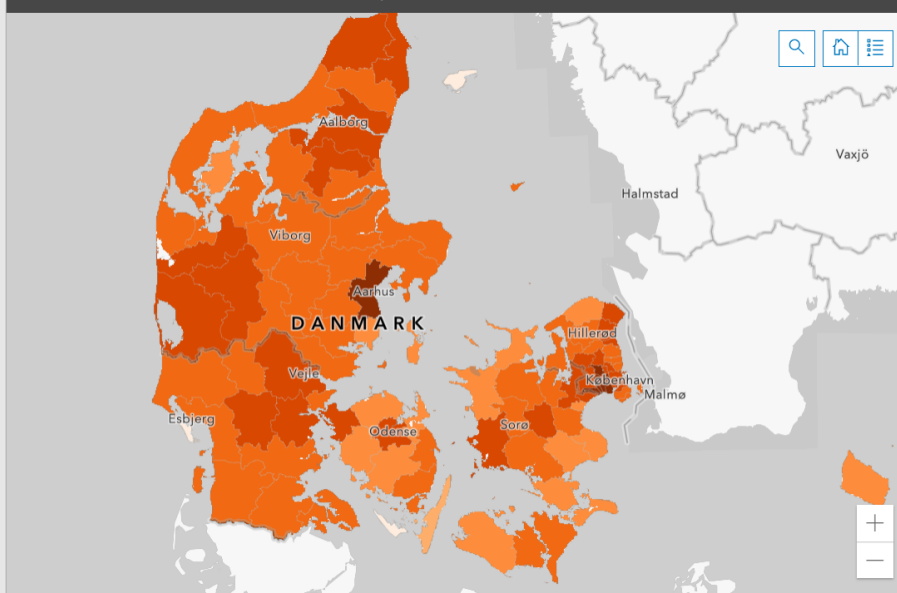 Aalborg
Vaxjö
Halmstad
Viborg
Aarhus
DANMARK
Hillerød
Vejle
København
Malmø
Esbjerg
Sorø
Odense
+
−